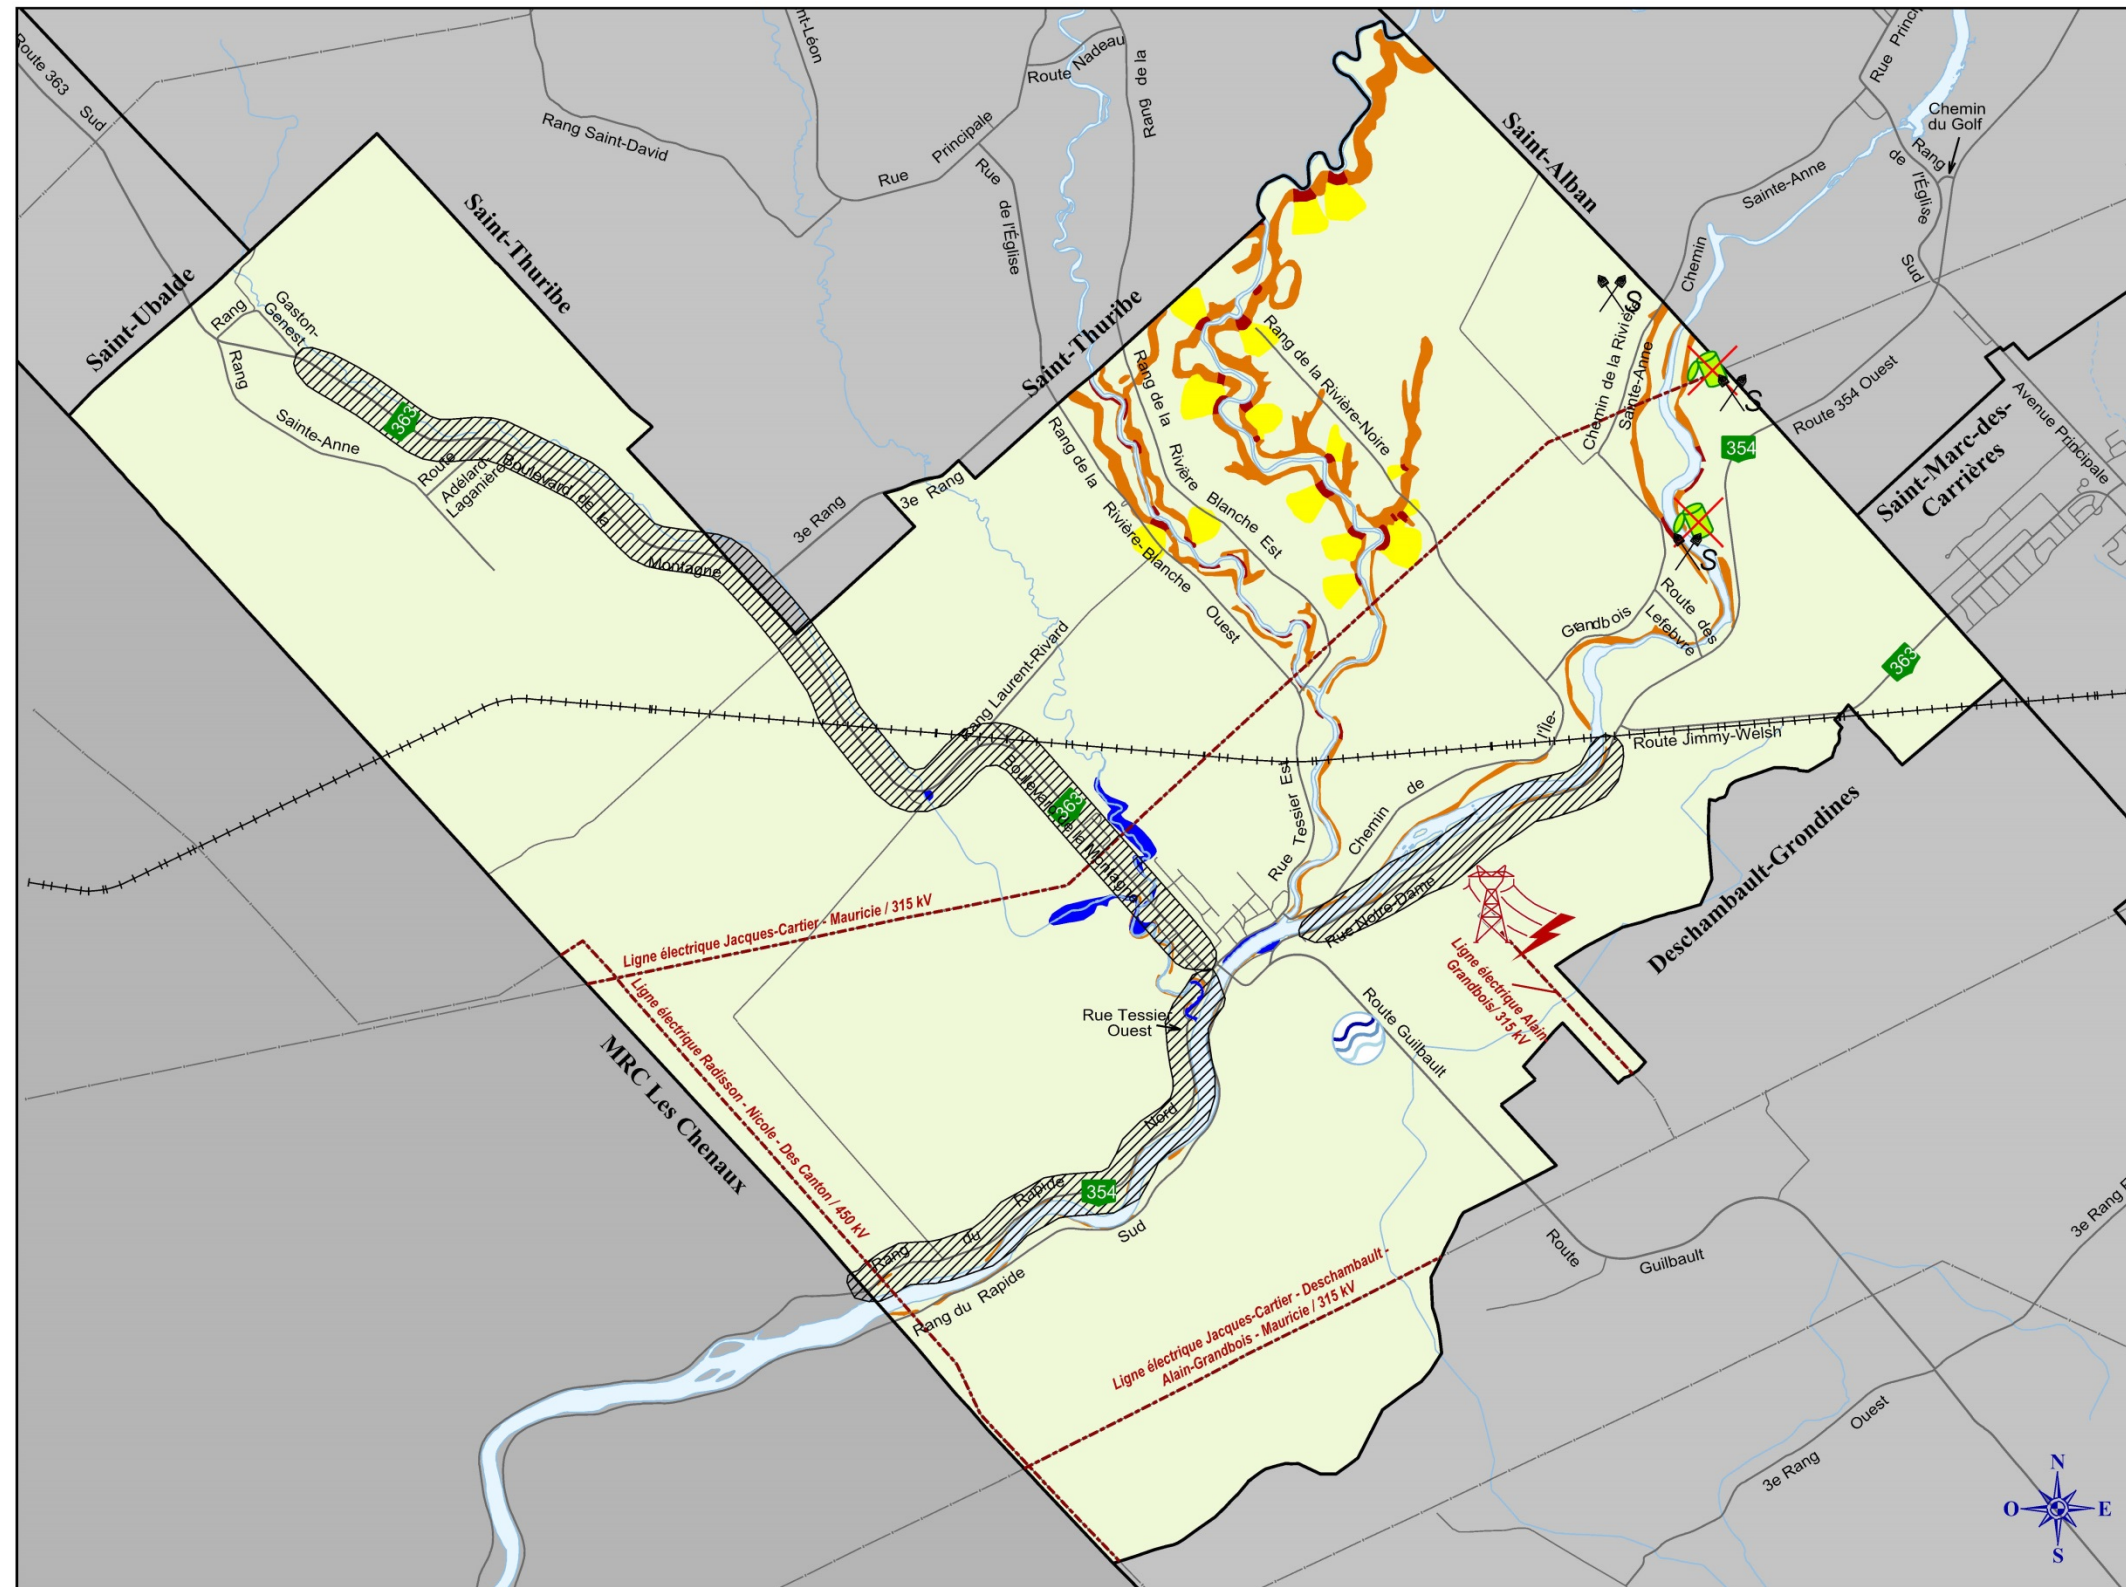 Route 363
Sud
nt-Léon
Route Nadeau
Rang de la
Rang Saint-David
Rue Principale
Rue
de l'Église
Saint-Alban
Rue Princi
Chemin
du Golf
Rang
de
l'Église
Sud
Sainte-Anne
Chemin
Saint-Ubalde
Saint-Thuribe
Saint-Thuribe
Rang
Gaston-
Genest
Rang
Sainte-Anne
363
Route
Adélard
Laganière
Boulevard de la
Montagne
3e Rang
3e Rang
Rang de la
Rivière-Blanche
Ouest
Rang de la
Rivière
Blanche Est
Rang de la Rivière-Noire
Chemin de la Rivière
Sainte-Anne
S
S
S
354
Route 354 Ouest
Saint-Marc-des-
Carrières
Avenue Principale
Route des
Lefebvre
Grandbois
l'Île-
de
Chemin
363
Route Jimmy-Welsh
Rang Laurent-Rivard
363
Boulevard de la Montagne
Rue Tessier Est
Rue Notre-Dame
Deschambault-Grondines
Ligne électrique Jacques-Cartier - Mauricie / 315 kV
Ligne électrique Alain
Grandbois/ 315 kV
Ligne électrique Radisson - Nicole - Des Canton / 450 kV
MRC Les Chenaux
Rue Tessier
Ouest
Route Guilbault
Nord
Rapide
354
du
Rang
Sud
Rang du Rapide
Route
Guilbault
3e Rang E
Ligne électrique Jacques-Cartier - Deschambault -
Alain-Grandbois - Mauricie / 315 kV
3e Rang
Ouest
N
O
E
S